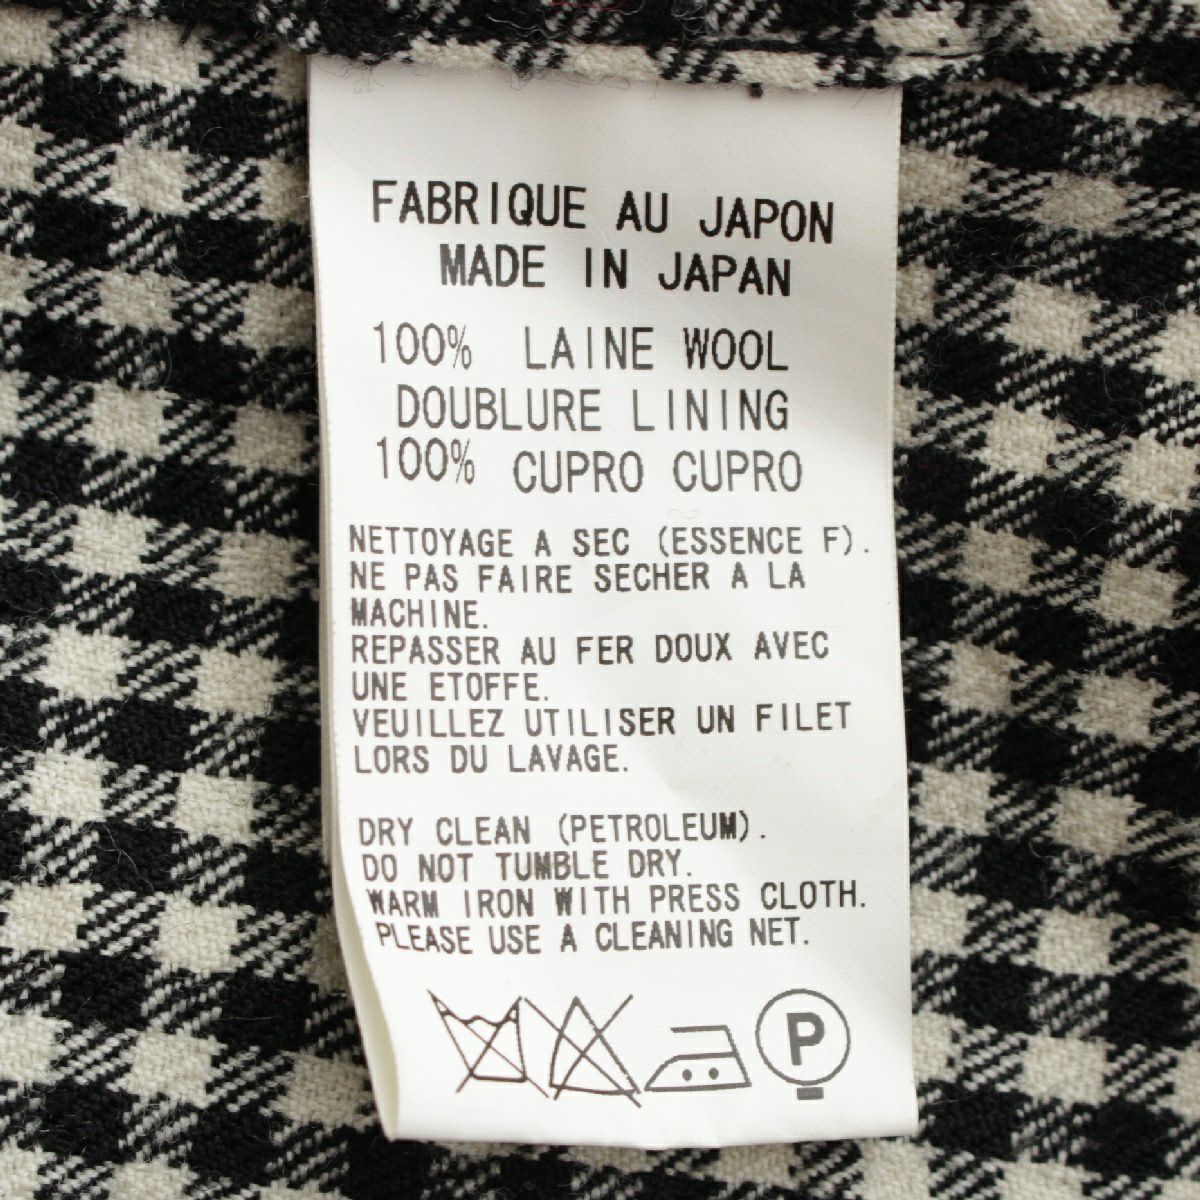 FABRIQUE AU JAPON
MADE IN JAPAN
100% LAINE WOOL
DOUBLURE LINING
100% CUPRO CUPRO
NETTOYAGE A SEC (ESSENCE F).
NE PAS FAIRE SECHER A LA
MACHINE.
REPASSER AU FER DOUX AVEC
UNE ETOFFE.
VEUILLEZ UTILISER UN FILET
LORS DU LAVAGE.
DRY CLEAN (PETROLEUM).
DO NOT TUMBLE DRY.
WARM IRON WITH PRESS CLOTH.
PLEASE USE A CLEANING NET.
P